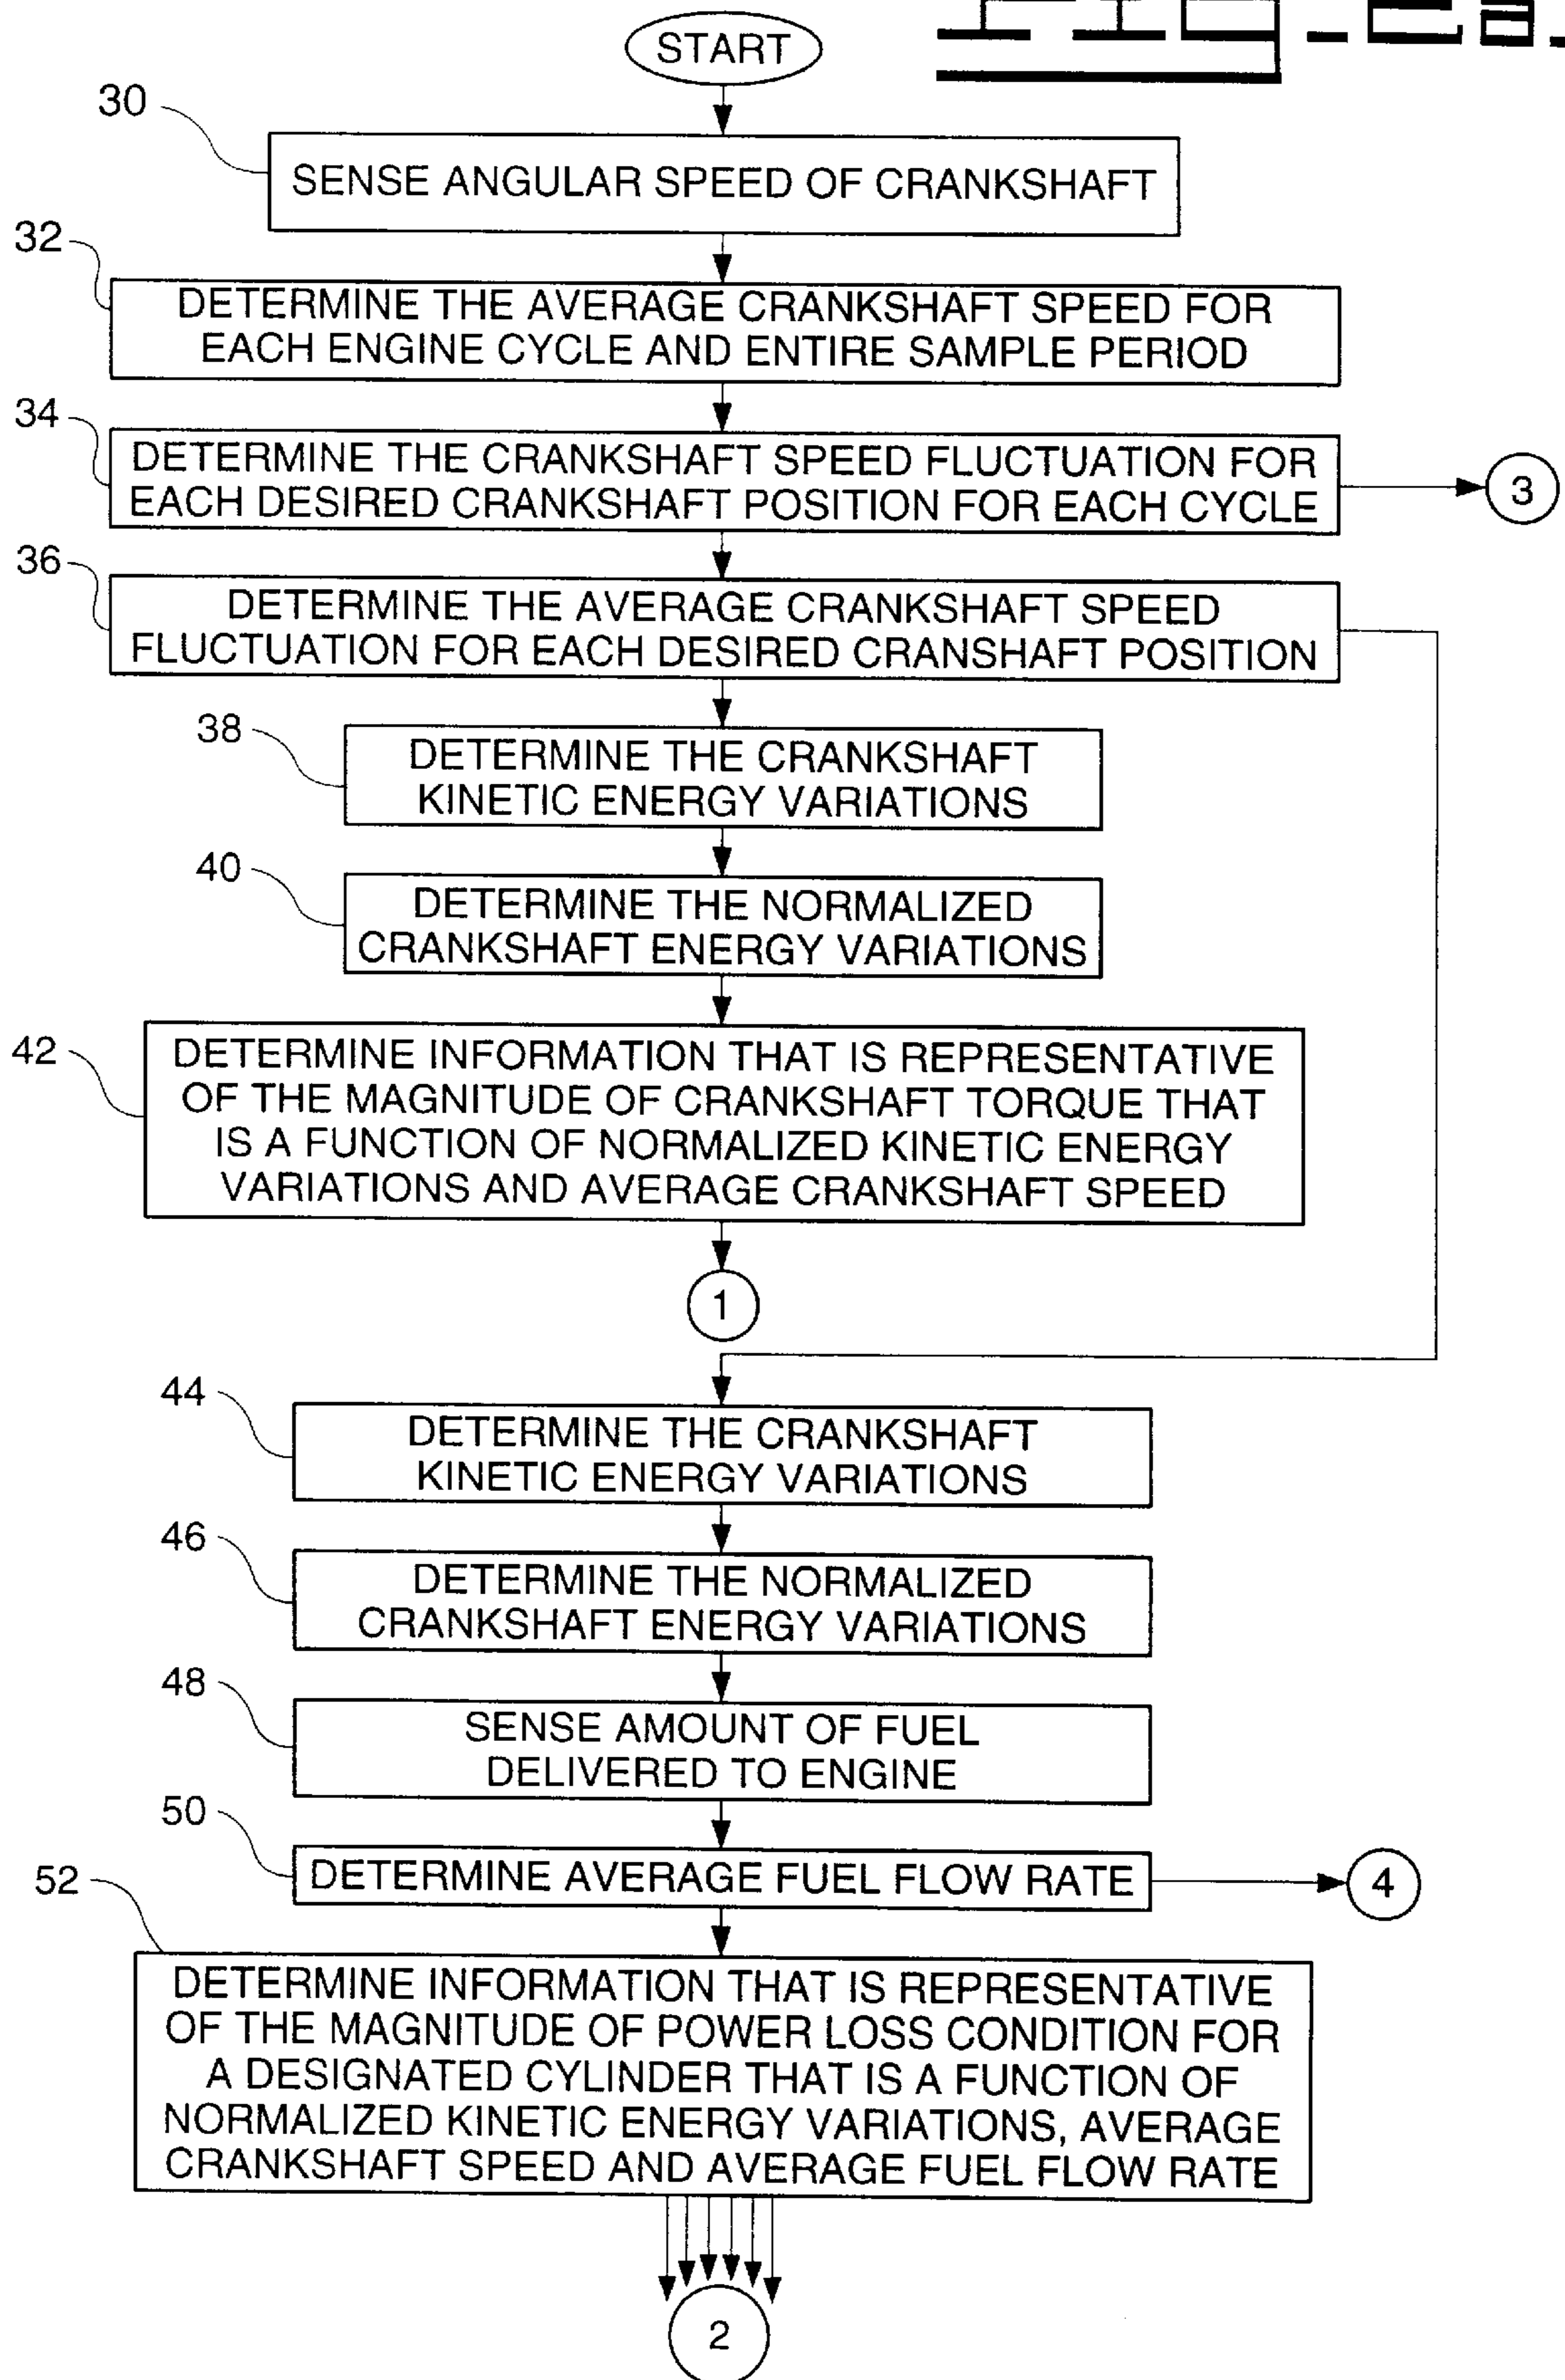 START
30
SENSE ANGULAR SPEED OF CRANKSHAFT
32
DETERMINE THE AVERAGE CRANKSHAFT SPEED FOR
EACH ENGINE CYCLE AND ENTIRE SAMPLE PERIOD
34
DETERMINE THE CRANKSHAFT SPEED FLUCTUATION FOR
EACH DESIRED CRANKSHAFT POSITION FOR EACH CYCLE
3
36
DETERMINE THE AVERAGE CRANKSHAFT SPEED
FLUCTUATION FOR EACH DESIRED CRANSHAFT POSITION
38
DETERMINE THE CRANKSHAFT
KINETIC ENERGY VARIATIONS
40
DETERMINE THE NORMALIZED
CRANKSHAFT ENERGY VARIATIONS
42
DETERMINE INFORMATION THAT IS REPRESENTATIVE
OF THE MAGNITUDE OF CRANKSHAFT TORQUE THAT
IS A FUNCTION OF NORMALIZED KINETIC ENERGY
VARIATIONS AND AVERAGE CRANKSHAFT SPEED
1
44
DETERMINE THE CRANKSHAFT
KINETIC ENERGY VARIATIONS
46
DETERMINE THE NORMALIZED
CRANKSHAFT ENERGY VARIATIONS
48
SENSE AMOUNT OF FUEL
DELIVERED TO ENGINE
50
DETERMINE AVERAGE FUEL FLOW RATE
4
52
DETERMINE INFORMATION THAT IS REPRESENTATIVE
OF THE MAGNITUDE OF POWER LOSS CONDITION FOR
A DESIGNATED CYLINDER THAT IS A FUNCTION OF
NORMALIZED KINETIC ENERGY VARIATIONS, AVERAGE
CRANKSHAFT SPEED AND AVERAGE FUEL FLOW RATE
2